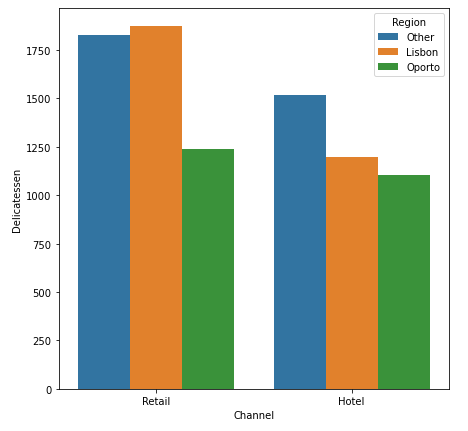 Region
Other
Lisbon
Oporto
1750
1500
1250
1000
750
500
250
0
Delicatessen
Retail
Hotel
Channel